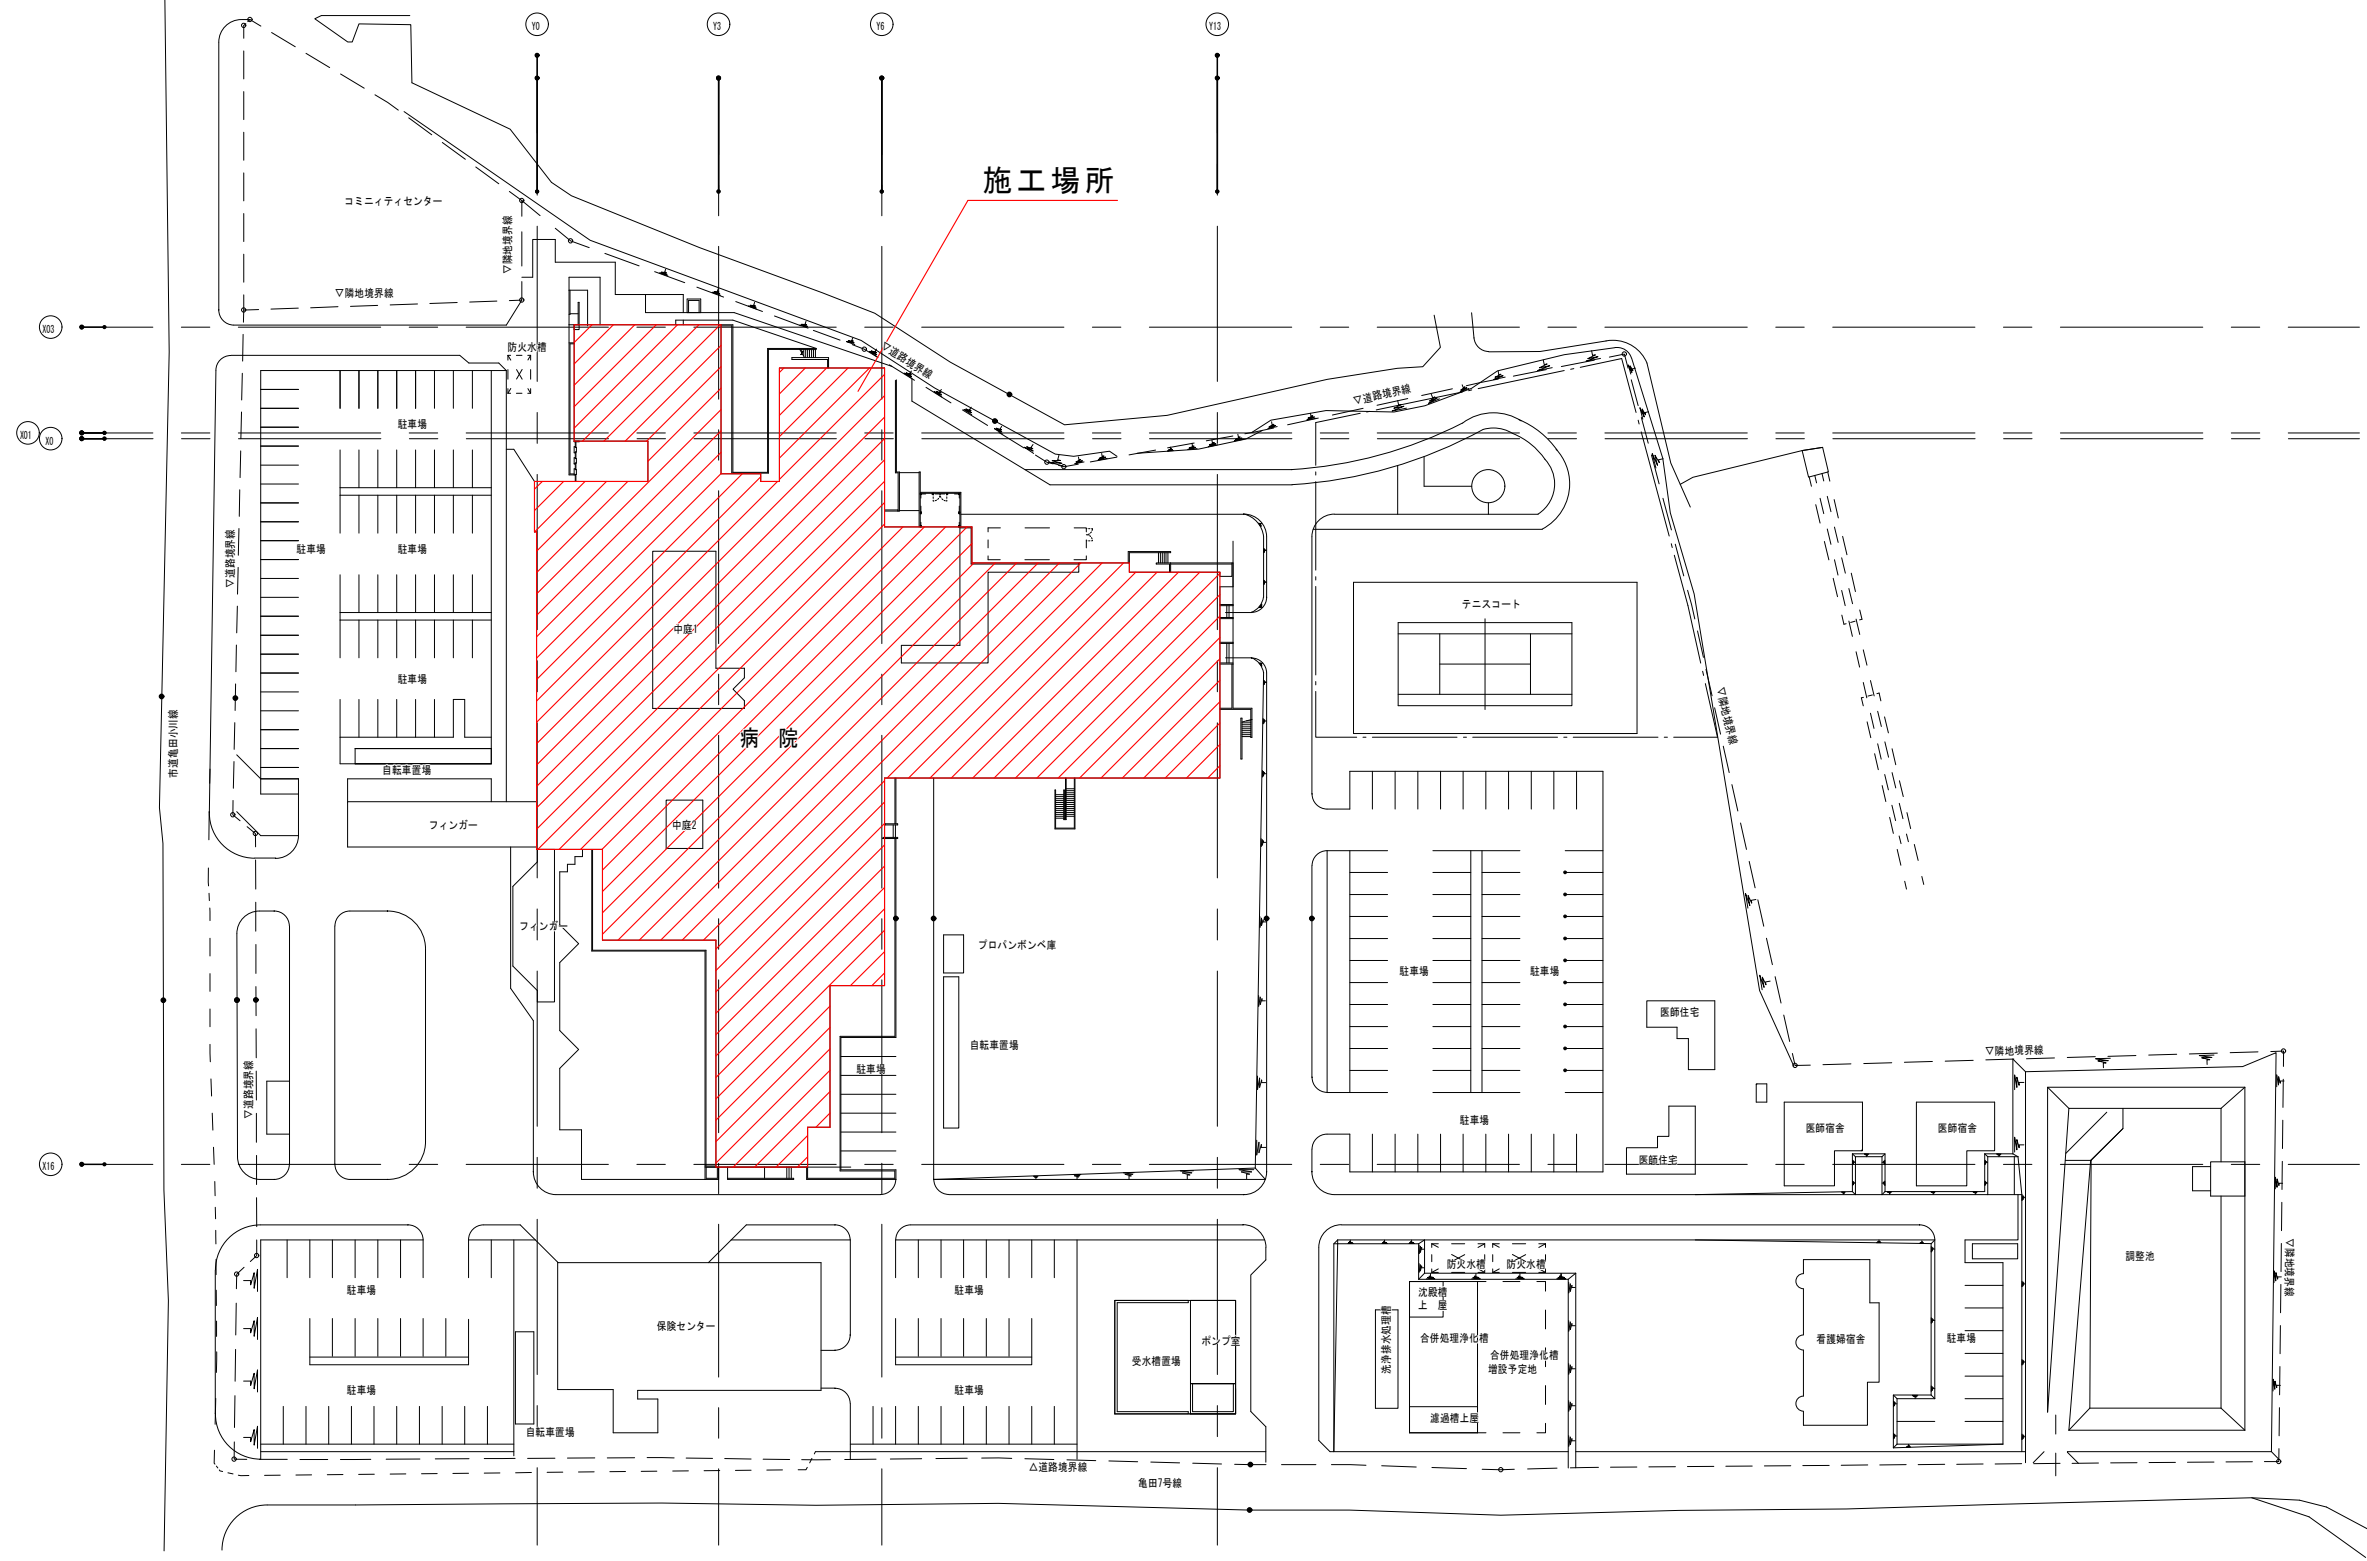 Y0
Y3
Y6
Y13
施工場所
コミニィティセンター
▽隣地境界線
▽隣地境界線
X03
防火水槽
▽道路境界線
▽道路境界線
駐車場
X01
X0
駐車場
駐車場
▽道路境界線
テニスコート
中庭1
駐車場
▽隣地境界線
市道亀田小川線
病 院
自転車置場
フィンガー
中庭2
フィンガー
プロパンボンベ庫
駐車場
駐車場
医師住宅
自転車置場
▽隣地境界線
駐車場
▽道路境界線
駐車場
医師宿舎
医師宿舎
医師住宅
X16
調整池
▽隣地境界線
防火水槽
防火水槽
駐車場
駐車場
沈殿槽
上 屋
保険センター
洗浄排水処理槽
合併処理浄化槽
看護婦宿舎
駐車場
ポンプ室
受水槽置場
合併処理浄化槽
増設予定地
駐車場
駐車場
濾過槽上屋
自転車置場
△道路境界線
亀田7号線